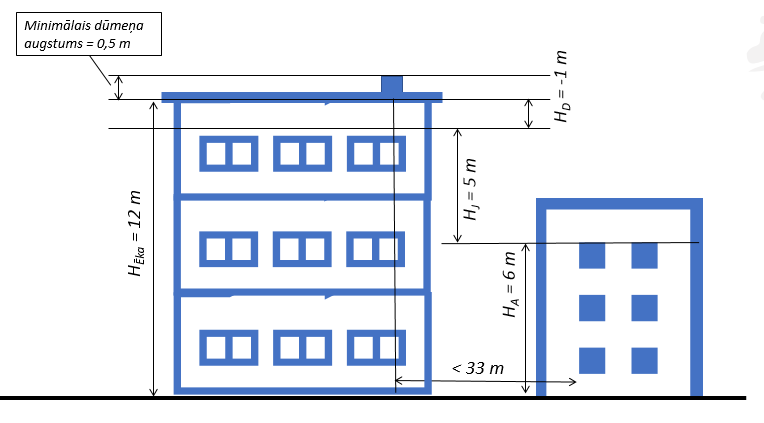 Minimālais dūmeņa
augstums = 0,5 m
H_D = -1 m
H_J = 5 m
H_Ēka = 12 m
H_A = 6 m
< 33 m